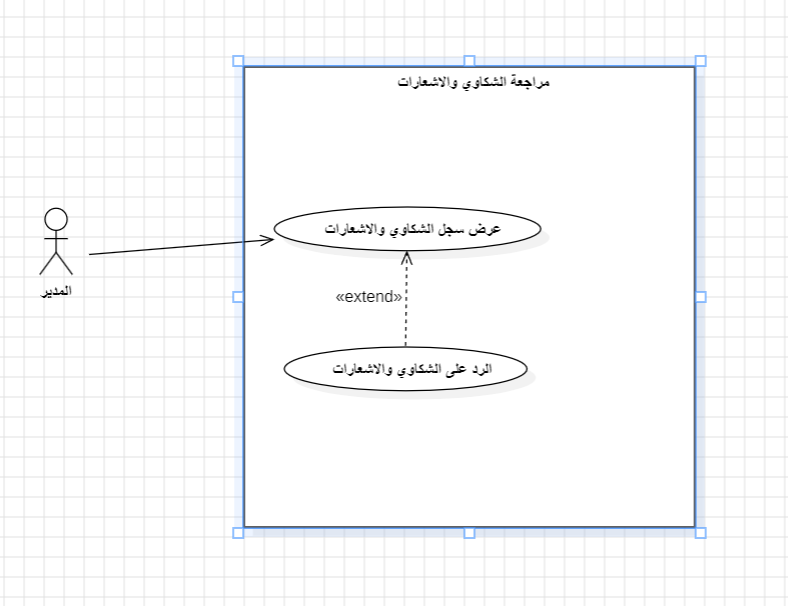 مراجعة الشكاوي والاشعارات
عرض سجل الشكاوي والاشعارات
المدير
«extend»
الرد على الشكاوي والاشعارات